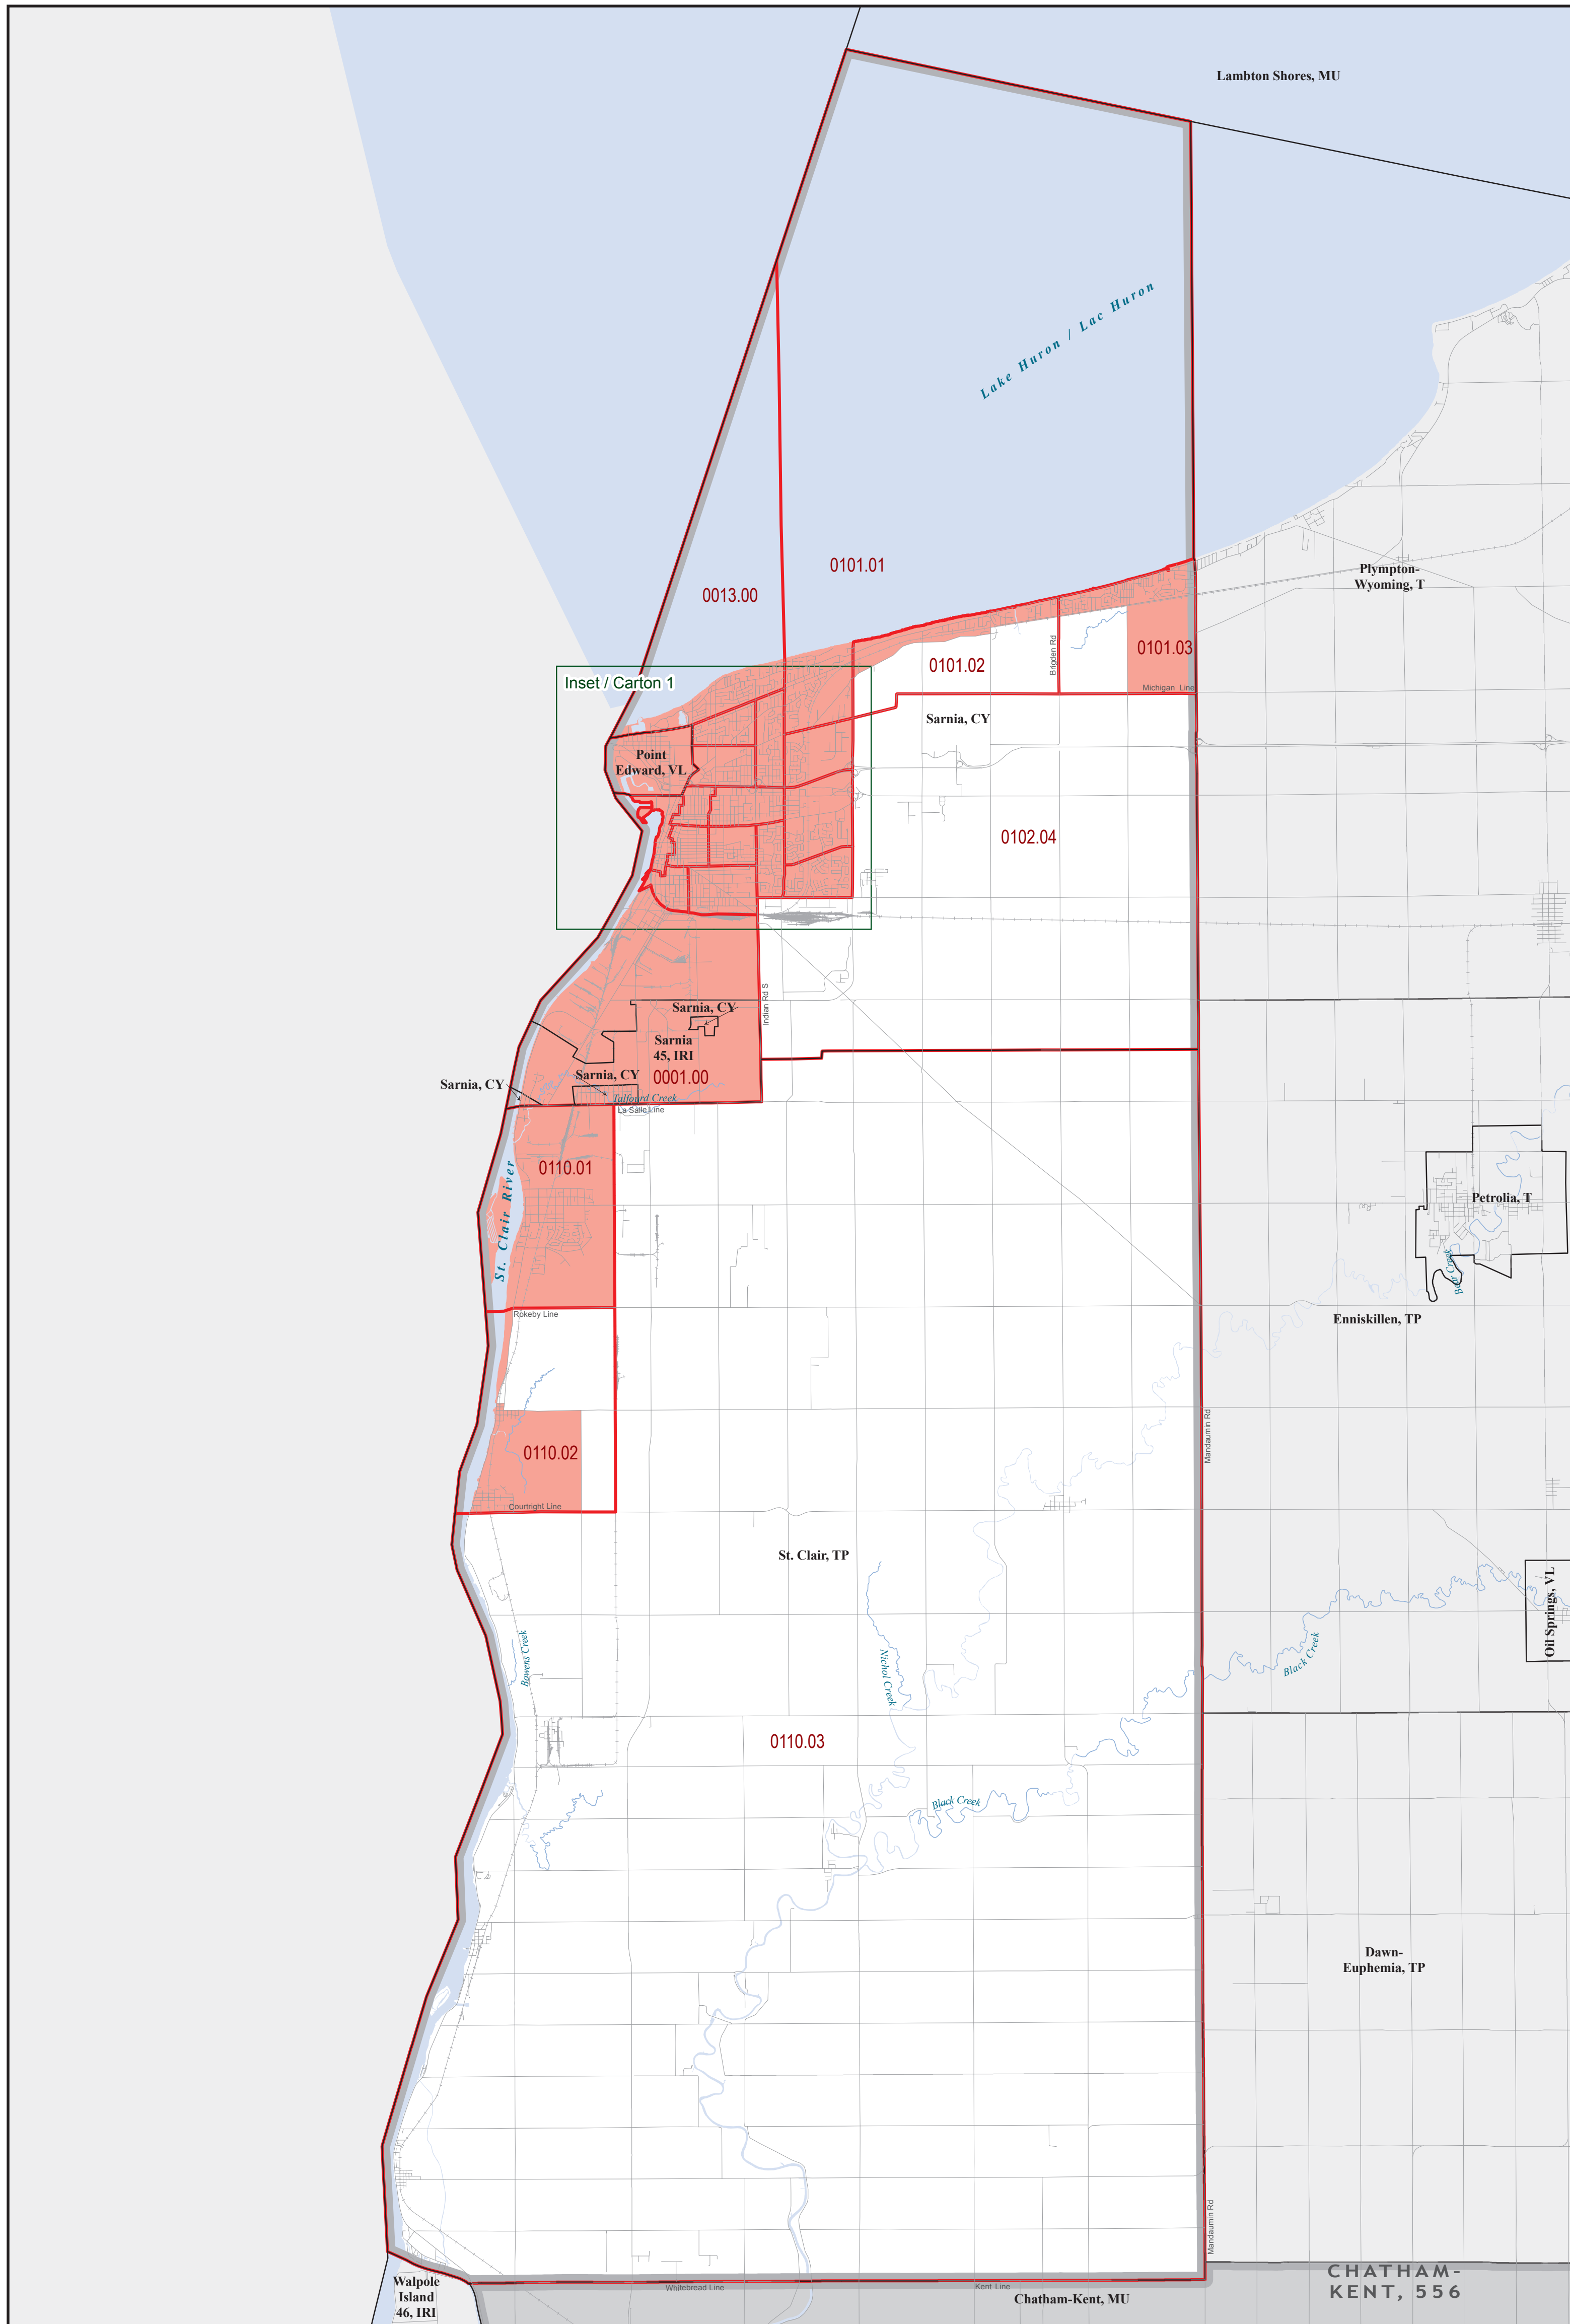 Lambton Shores, MU
Lake Huron / Lac Huron
0101.01
Plympton-
Wyoming, T
0013.00
0101.03
Brigden Rd
0101.02
Inset / Carton 1
Michigan Line
Sarnia, CY
Point
Edward, VL
0102.04
Indian Rd S
Sarnia, CY
Sarnia
45, IRI
Sarnia, CY
0001.00
Sarnia, CY
Talfourd Creek
La Salle Line
0110.01
St. Clair River
Petrolia, T
Bear Creek
Rokeby Line
Enniskillen, TP
Mandaumin Rd
0110.02
Courtright Line
St. Clair, TP
Oil Springs, VL
Bowens Creek
Nichol Creek
Black Creek
0110.03
Black Creek
Dawn-
Euphemia, TP
Mandaumin Rd
CHATHAM-
KENT, 556
Walpole
Island
46, IRI
Whitebread Line
Kent Line
Chatham-Kent, MU